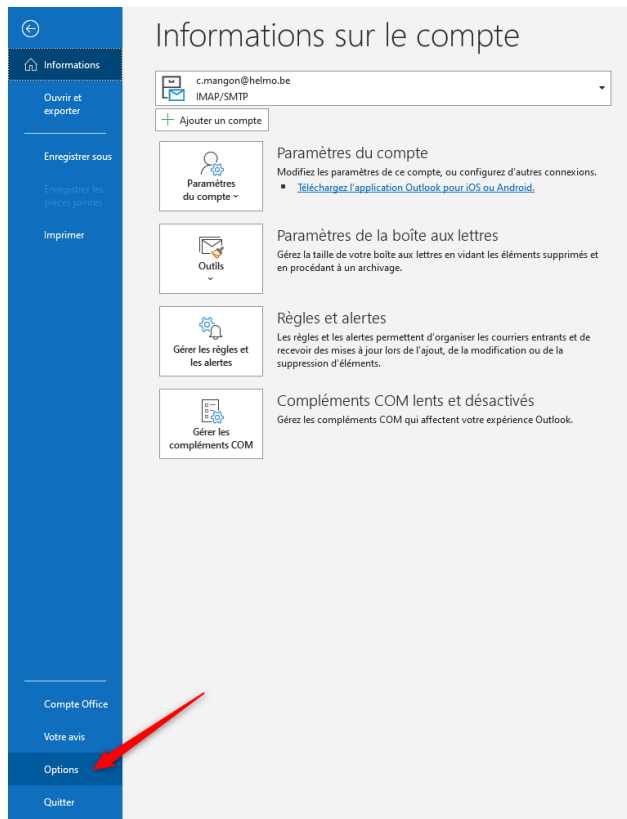 Informations
Ouvrir et
exporter
Enregistrer sous
Enregistrer les
pièces jointes
Imprimer
Compte Office
Votre avis
Options
Quitter
Informations sur le compte
c.mangon@helmo.be
IMAP/SMTP
Ajouter un compte
Paramètres
du compte
Paramètres du compte
Modifiez les paramètres de ce compte, ou configurez d'autres connexions.
Téléchargez l'application Outlook pour iOS ou Android.
Outils
Paramètres de la boîte aux lettres
Gérez la taille de votre boîte aux lettres en vidant les éléments supprimés et
en procédant à un archivage.
Gérer les règles et
les alertes
Règles et alertes
Les règles et les alertes permettent d'organiser les courriers entrants et de
recevoir des mises à jour lors de l'ajout, de la modification ou de la
suppression d'éléments.
Gérer les
compléments COM
Compléments COM lents et désactivés
Gérez les compléments COM qui affectent votre expérience Outlook.